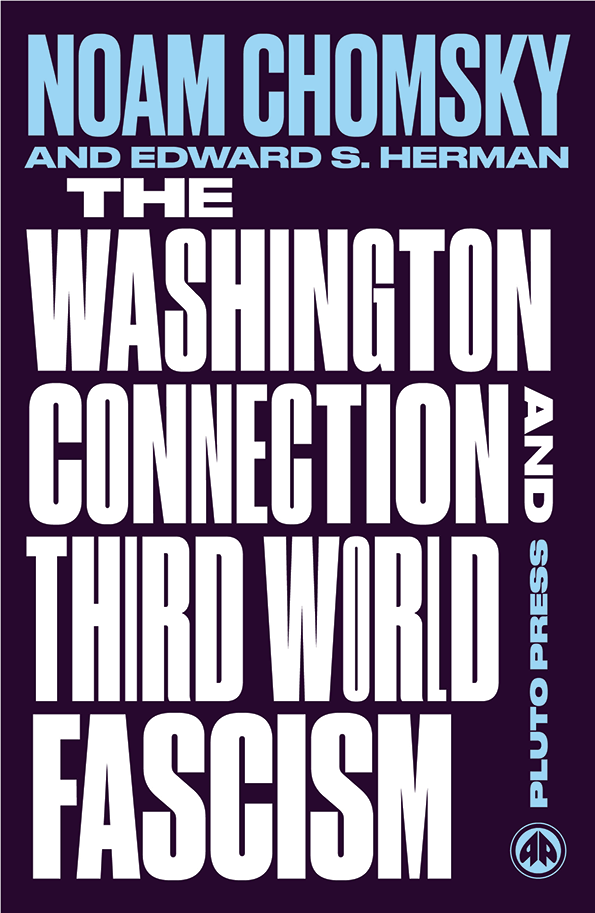 NOAM CHOMSKY
AND EDWARD S. HERMAN
THE
WASHINGTON
CONNECTION
AND
THIRD WORLD
FASCISM
PLUTO PRESS